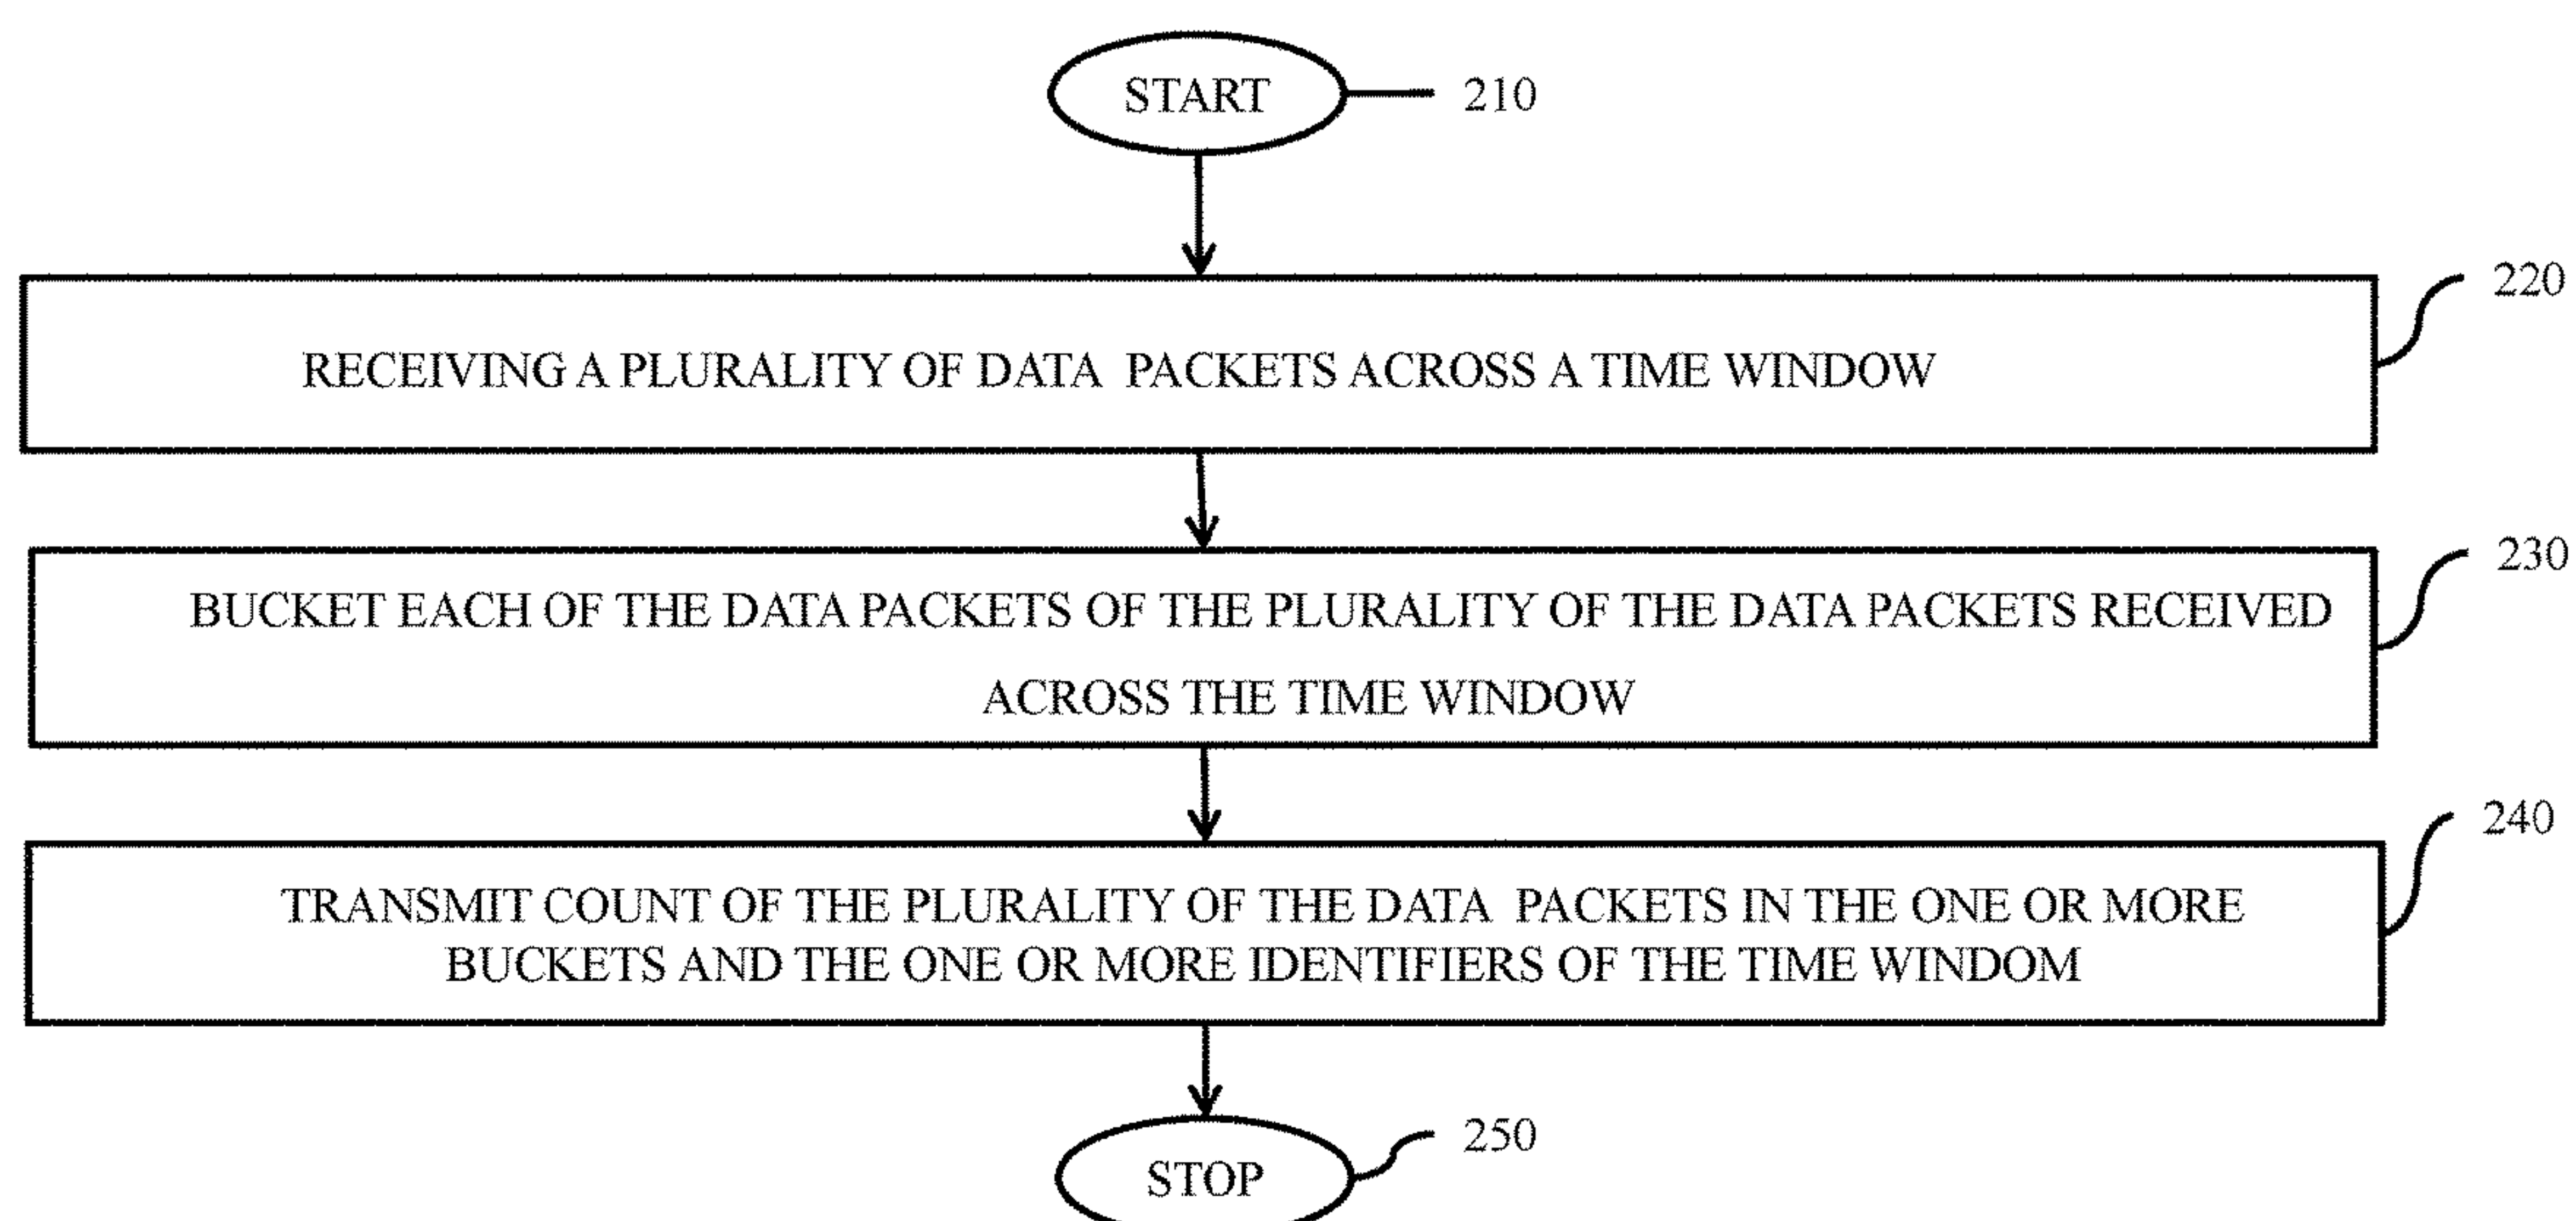 START
210
220
RECEIVING A PLURALITY OF DATA PACKETS ACROSS A TIME WINDOW
230
BUCKET EACH OF THE DATA PACKETS OF THE PLURALITY OF THE DATA PACKETS RECEIVED
ACROSS THE TIME WINDOW
240
TRANSMIT COUNT OF THE PLURALITY OF THE DATA PACKETS IN THE ONE OR MORE
BUCKETS AND THE ONE OR MORE IDENTIFIERS OF THE TIME WINDOM
250
STOP